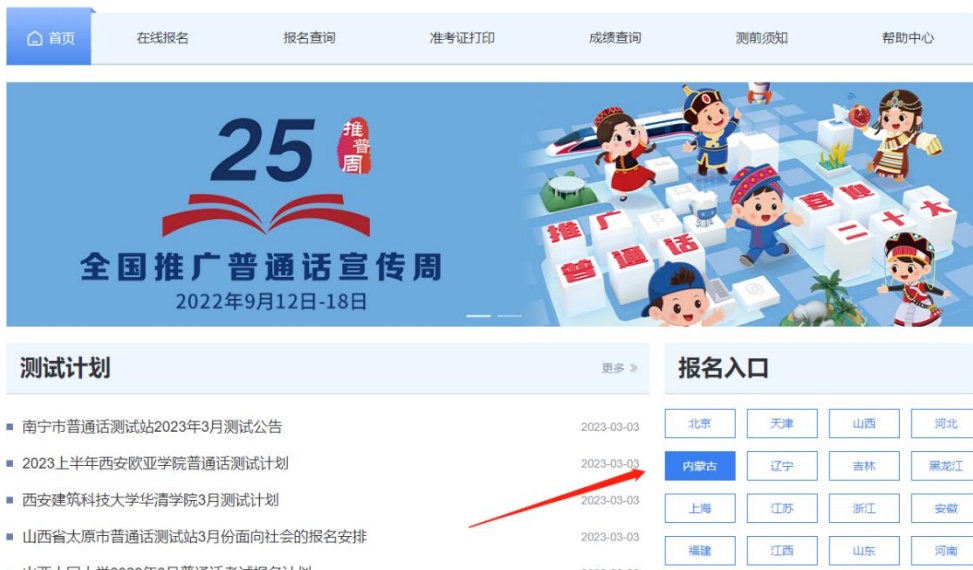 首页 在线报名 报名查询 准考证打印 成绩查询 测前须知 帮助中心
25 推普周
全国推广普通话宣传周
2022年9月12日-18日
推广
普通话
喜迎
二十大
测试计划 更多 》
南宁市普通话测试站2023年3月测试公告 2023-03-03
2023上半年西安欧亚学院普通话测试计划 2023-03-03
西安建筑科技大学华清学院3月测试计划 2023-03-03
山西省太原市普通话测试站3月份面向社会的报名安排 2023-03-03
报名入口
北京 天津 山西 河北
内蒙古 辽宁 吉林 黑龙江
上海 江苏 浙江 安徽
福建 江西 山东 河南